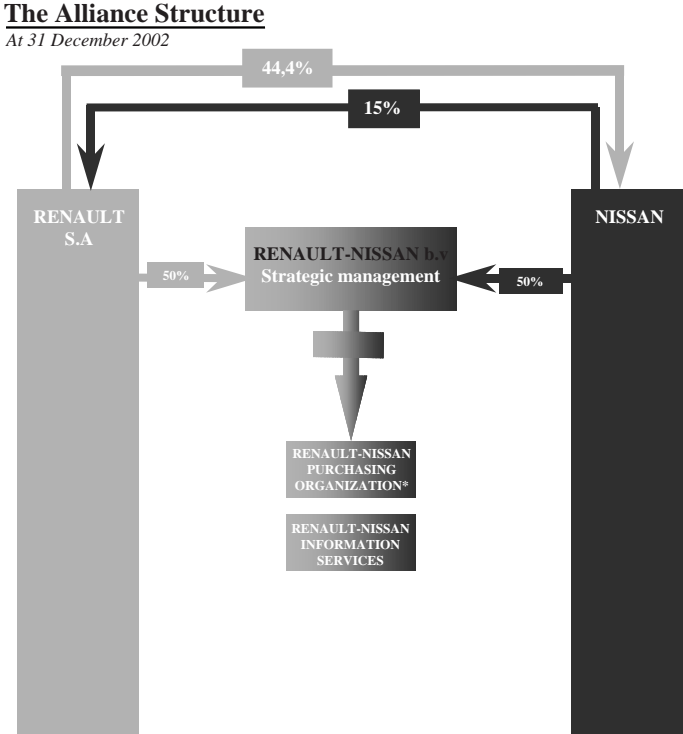 The Alliance Structure
At 31 December 2002
44,4%
15%
RENAULT
S.A
NISSAN
RENAULT-NISSAN b.v
Strategic management
50%
50%
RENAULT-NISSAN
PURCHASING
ORGANIZATION*
RENAULT-NISSAN
INFORMATION
SERVICES